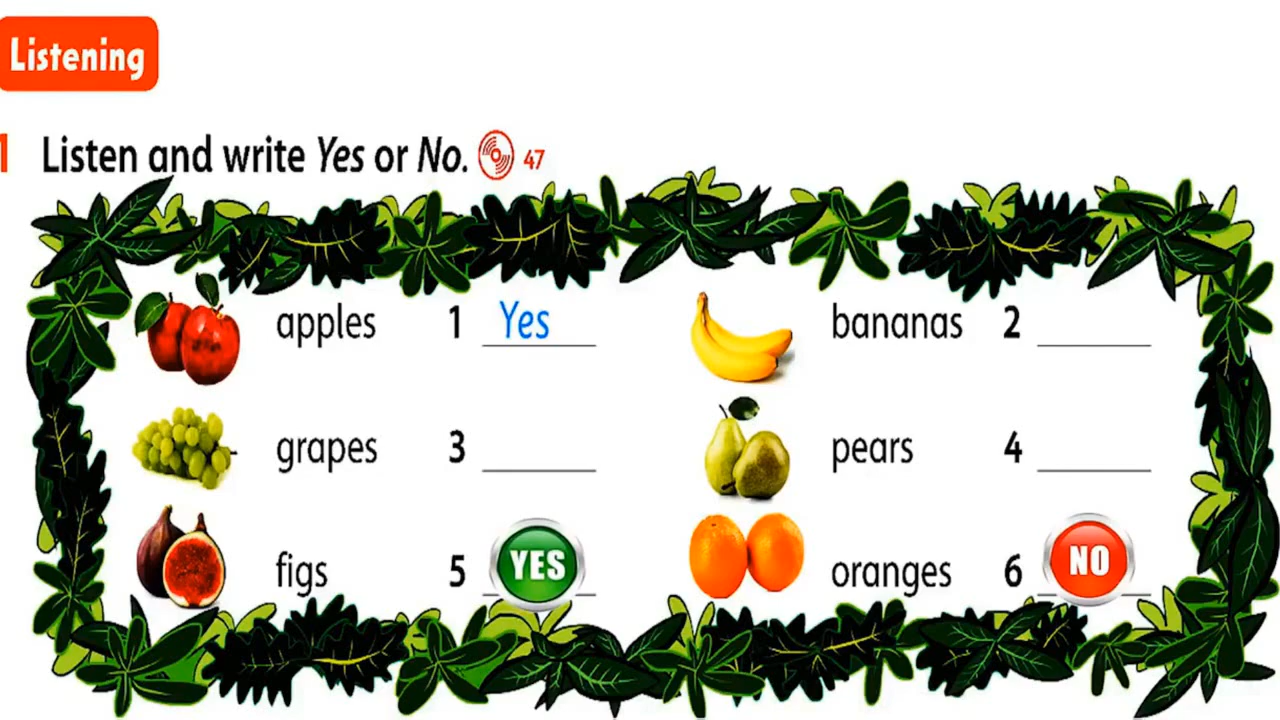 Listening
1 Listen and write Yes or No. 47
apples 1 Yes bananas 2
grapes 3 pears 4
figs 5 YES oranges 6 NO